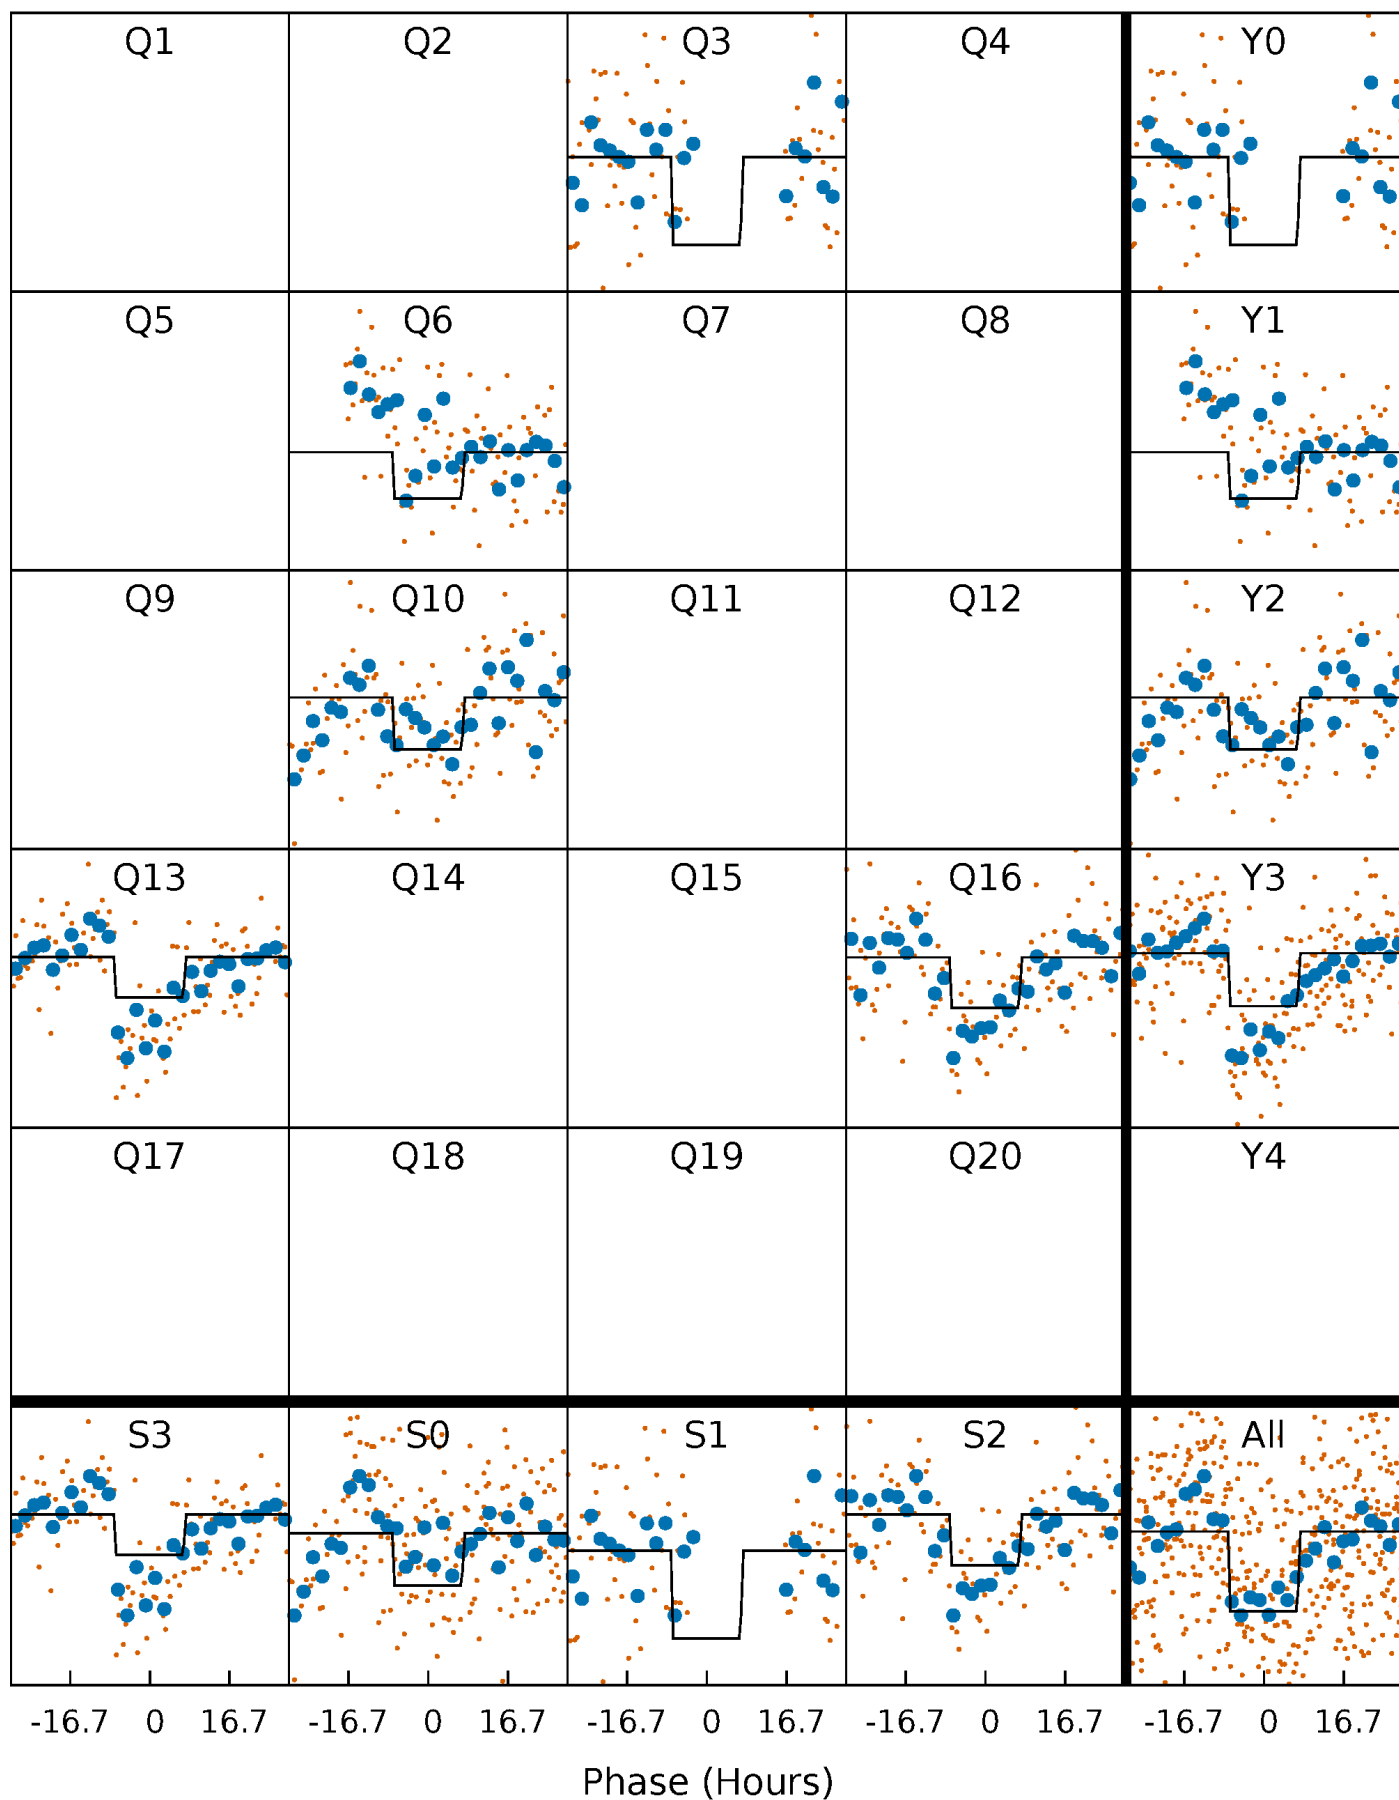 Q1 Q2 Q3 Q4 Y0
Q5 Q6 Q7 Q8 Y1
Q9 Q10 Q11 Q12 Y2
Q13 Q14 Q15 Q16 Y3
Q17 Q18 Q19 Q20 Y4
S3 S0 S1 S2 All
-16.7 0 16.7 -16.7 0 16.7 -16.7 0 16.7 -16.7 0 16.7 -16.7 0 16.7
Phase (Hours)